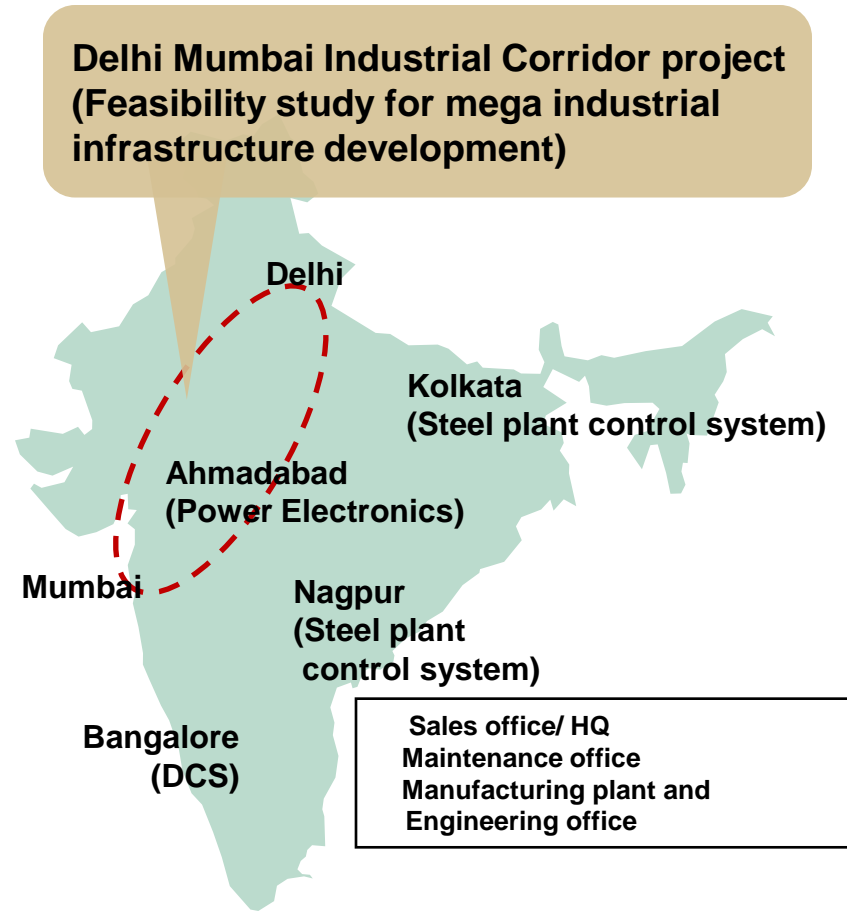 Delhi Mumbai Industrial Corridor project
(Feasibility study for mega industrial
infrastructure development)
Delhi
Kolkata
(Steel plant control system)
Ahmadabad
(Power Electronics)
Mumbai
Nagpur
(Steel plant
control system)
Bangalore
(DCS)
Sales office/ HQ
Maintenance office
Manufacturing plant and
Engineering office